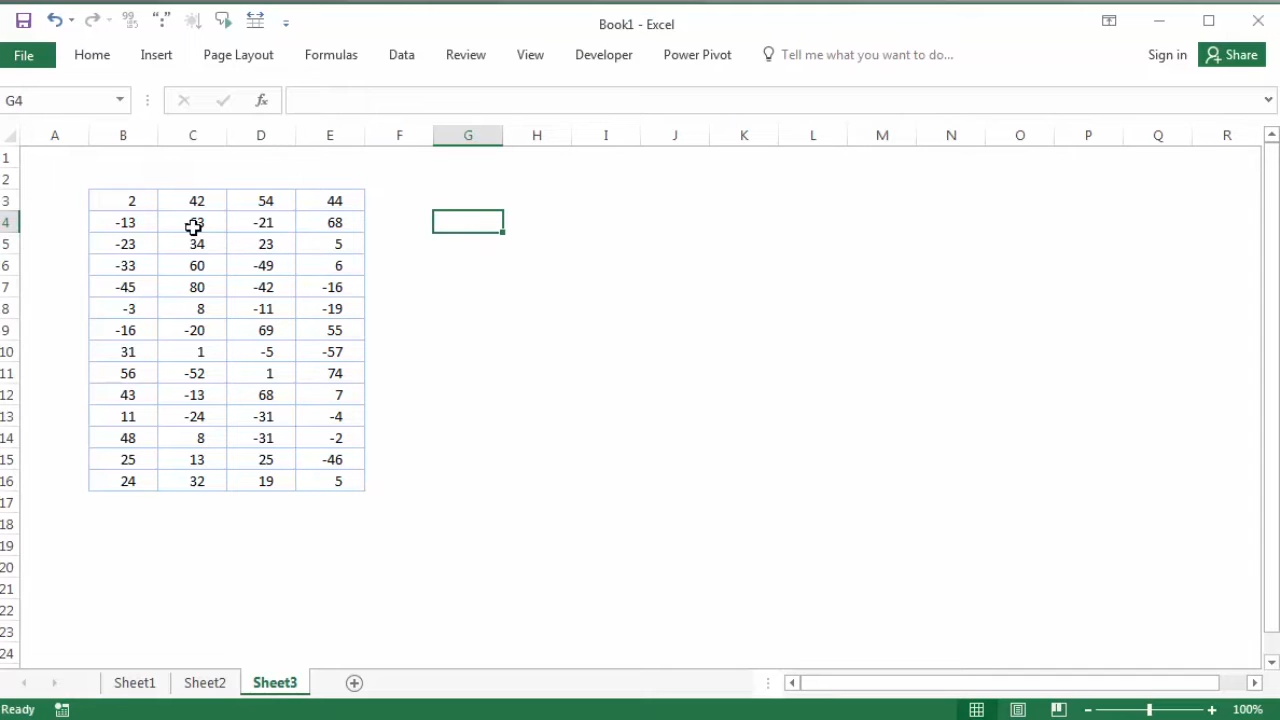 Book1 - Excel
File Home Insert Page Layout Formulas Data Review View Developer Power Pivot Tell me what you want to do... Sign in Share
G4 fx
A B C D E F G H I J K L M N O P Q R
1
2
3 2 42 54 44
4 -13 -21 68
5 -23 34 23 5
6 -33 60 -49 6
7 -45 80 -42 -16
8 -3 8 -11 -19
9 -16 -20 69 55
10 31 1 -5 -57
11 56 -52 1 74
12 43 -13 68 7
13 11 -24 -31 -4
14 48 8 -31 -2
15 25 13 25 -46
16 24 32 19 5
17
18
19
20
21
22
23
24
Sheet1 Sheet2 Sheet3
Ready 100%